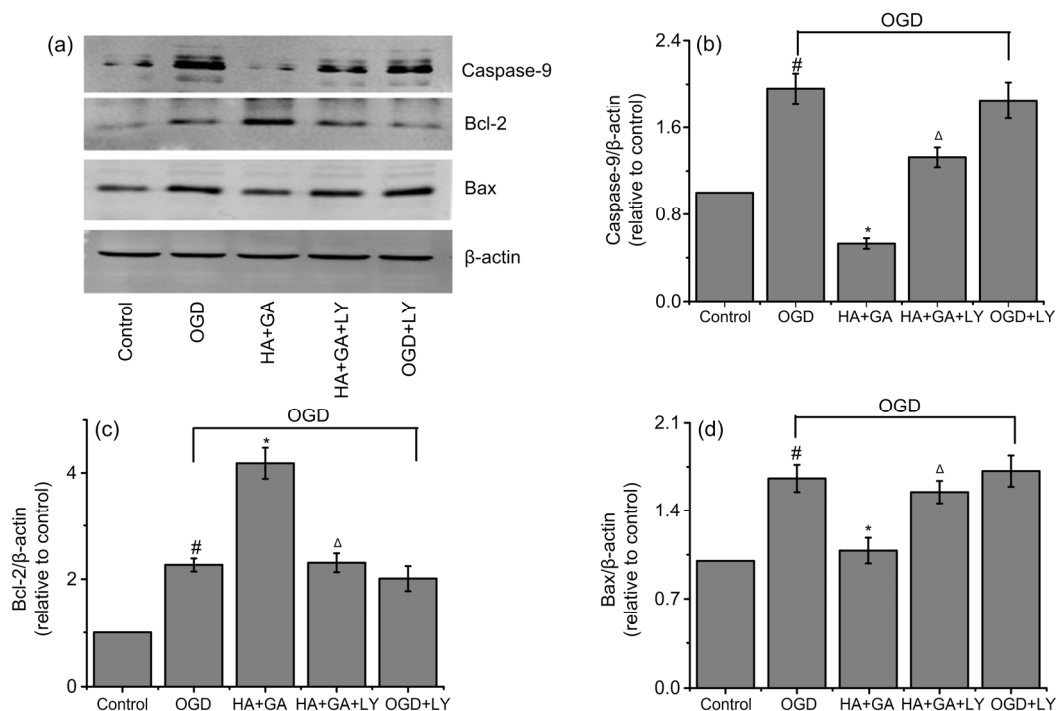 (a)
Caspase-9
Bcl-2
Bax
β-actin
Control
OGD
HA+GA
HA+GA+LY
OGD+LY
(b)
OGD
2.4
1.6
0.8
0.0
Caspase-9/β-actin
(relative to control)
#
*
Δ
Control
OGD
HA+GA
HA+GA+LY
OGD+LY
(c)
OGD
4
2
0
Bcl-2/β-actin
(relative to control)
#
*
Δ
Control
OGD
HA+GA
HA+GA+LY
OGD+LY
(d)
OGD
2.1
1.4
0.7
0.0
Bax/β-actin
(relative to control)
#
*
Δ
Control
OGD
HA+GA
HA+GA+LY
OGD+LY